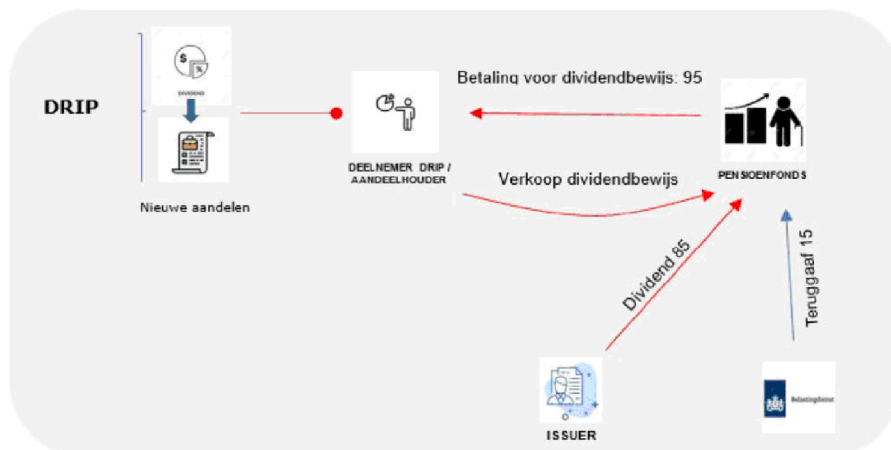 DRIP
$
%
DIVIDEND
Nieuwe aandelen
DEELNEMER DRIP /
AANDEELHOUDER
Betaling voor dividendbewijs: 95
Verkoop dividendbewijs
PENSIOENFONDS
Dividend 85
Teruggaaf 15
ISSUER
Belastingdienst